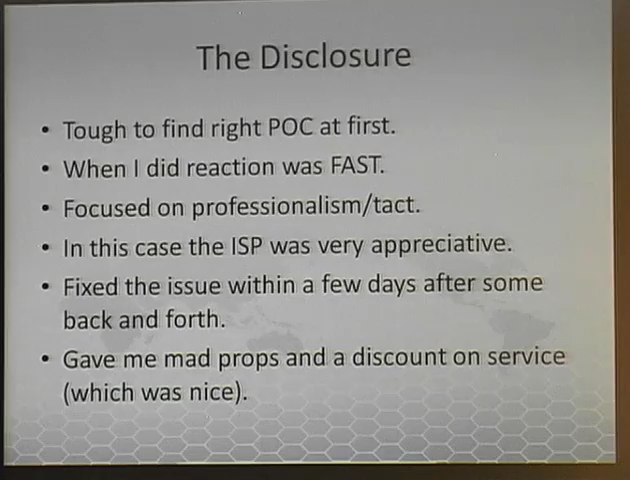 The Disclosure
• Tough to find right POC at first.
• When I did reaction was FAST.
• Focused on professionalism/tact.
• In this case the ISP was very appreciative.
• Fixed the issue within a few days after some
back and forth.
• Gave me mad props and a discount on service
(which was nice).